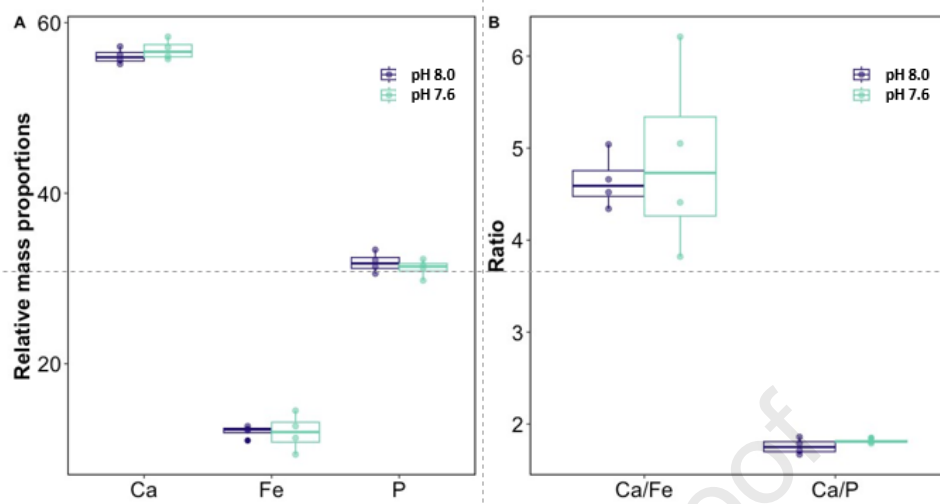 A
60
40
20
Relative mass proportions
pH 8.0
pH 7.6
Ca Fe P
B
6
5
4
3
2
Ratio
pH 8.0
pH 7.6
Ca/Fe Ca/P
oof